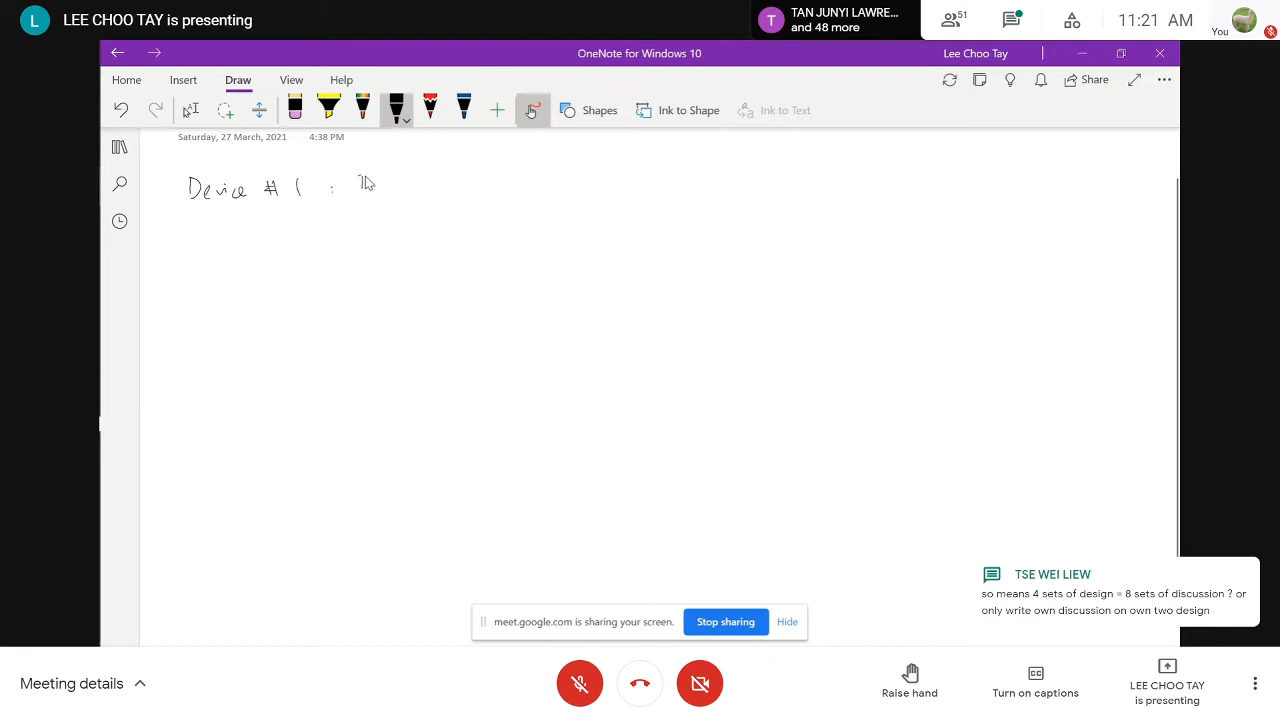 L LEE CHOO TAY is presenting
T TAN JUNYI LAWRE... and 48 more
51
11:21 AM
You
OneNote for Windows 10
Lee Choo Tay
Home Insert Draw View Help
Share
Shapes
Ink to Shape
Ink to Text
Saturday, 27 March, 2021 4:38 PM
Device # 1 :
TSE WEI LIEW
so means 4 sets of design = 8 sets of discussion ? or
only write own discussion on own two design
meet.google.com is sharing your screen. Stop sharing Hide
Meeting details
Raise hand
Turn on captions
LEE CHOO TAY
is presenting